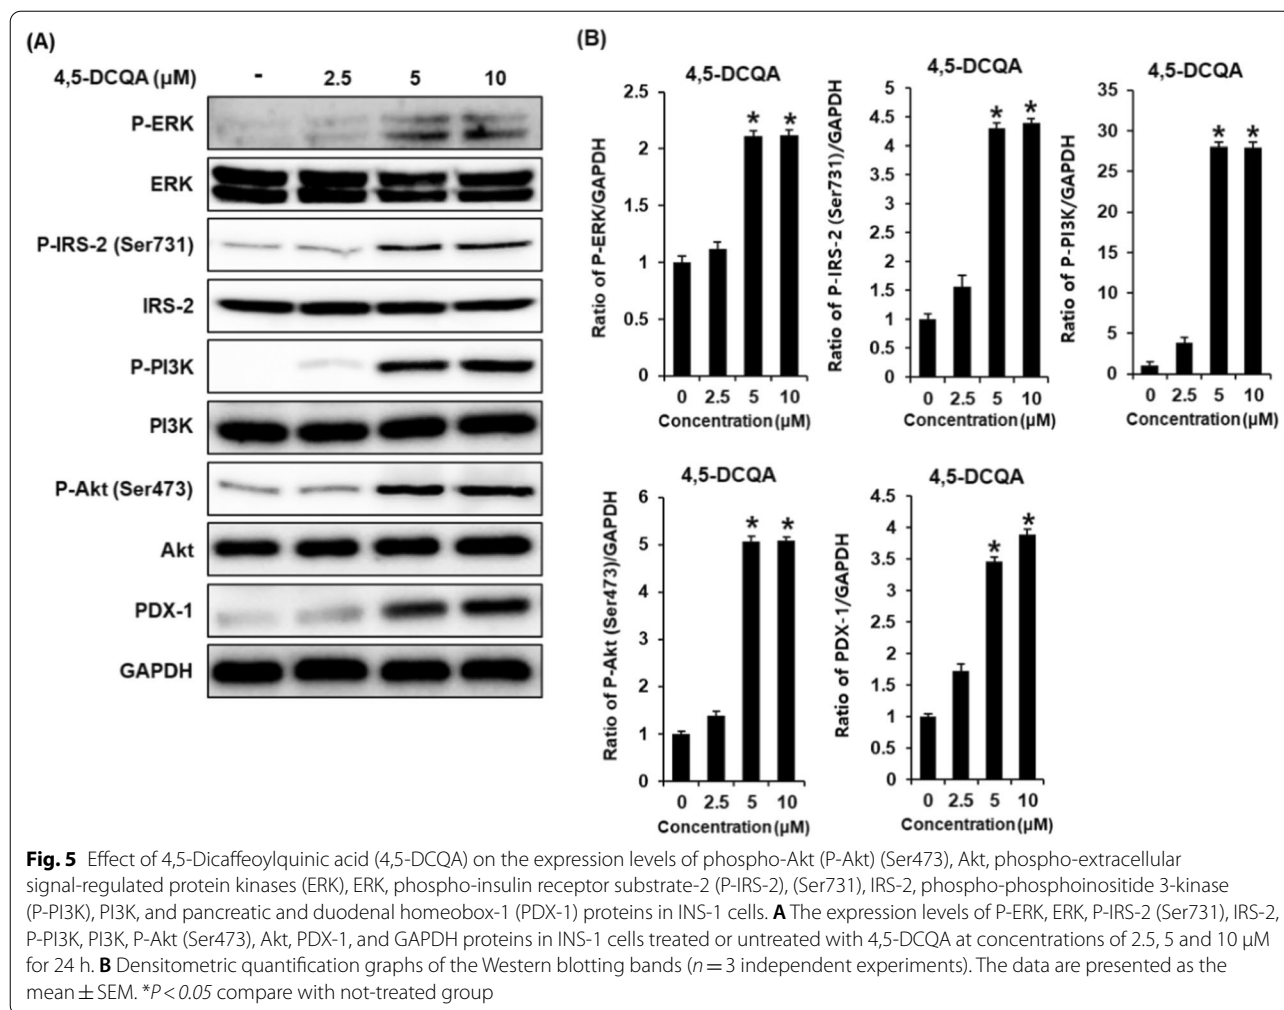 (A)
4,5-DCQA (µM) - 2.5 5 10
P-ERK
ERK
P-IRS-2 (Ser731)
IRS-2
P-PI3K
PI3K
P-Akt (Ser473)
Akt
PDX-1
GAPDH
(B)
4,5-DCQA
Ratio of P-ERK/GAPDH
2.5
2
1.5
1
0.5
0
* *
0 2.5 5 10
Concentration (µM)
4,5-DCQA
Ratio of P-IRS-2 (Ser731)/GAPDH
5
4.5
4
3.5
3
2.5
2
1.5
1
0.5
0
* *
0 2.5 5 10
Concentration (µM)
4,5-DCQA
Ratio of P-PI3K/GAPDH
35
30
25
20
15
10
5
0
* *
0 2.5 5 10
Concentration (µM)
4,5-DCQA
Ratio of P-Akt (Ser473)/GAPDH
6
5
4
3
2
1
0
* *
0 2.5 5 10
Concentration (µM)
4,5-DCQA
Ratio of PDX-1/GAPDH
4.5
4
3.5
3
2.5
2
1.5
1
0.5
0
* *
0 2.5 5 10
Concentration (µM)
Fig. 5 Effect of 4,5-Dicaffeoylquinic acid (4,5-DCQA) on the expression levels of phospho-Akt (P-Akt) (Ser473), Akt, phospho-extracellular
signal-regulated protein kinases (ERK), ERK, phospho-insulin receptor substrate-2 (P-IRS-2), (Ser731), IRS-2, phospho-phosphoinositide 3-kinase
(P-PI3K), PI3K, and pancreatic and duodenal homeobox-1 (PDX-1) proteins in INS-1 cells. A The expression levels of P-ERK, ERK, P-IRS-2 (Ser731), IRS-2,
P-PI3K, PI3K, P-Akt (Ser473), Akt, PDX-1, and GAPDH proteins in INS-1 cells treated or untreated with 4,5-DCQA at concentrations of 2.5, 5 and 10 µM
for 24 h. B Densitometric quantification graphs of the Western blotting bands (n = 3 independent experiments). The data are presented as the
mean ± SEM. *P < 0.05 compare with not-treated group